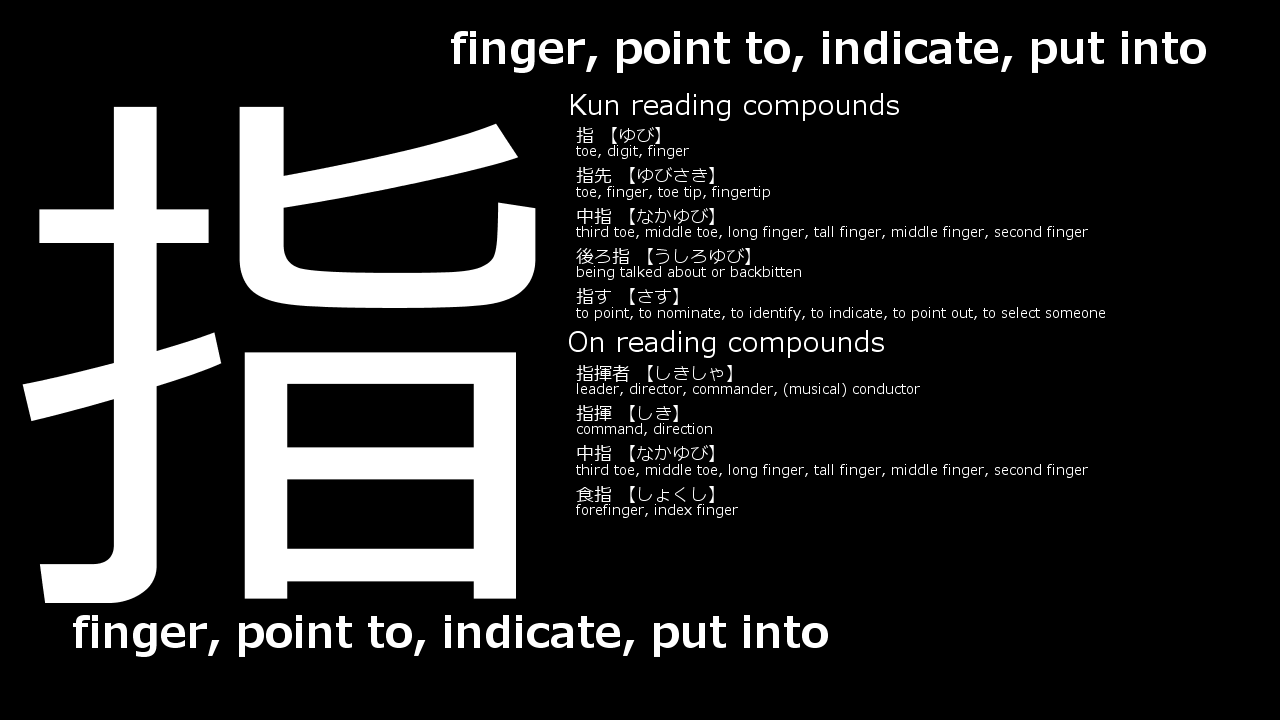 finger, point to, indicate, put into
指
Kun reading compounds
指 【ゆび】
toe, digit, finger
指先 【ゆびさき】
toe, finger, toe tip, fingertip
中指 【なかゆび】
third toe, middle toe, long finger, tall finger, middle finger, second finger
後ろ指 【うしろゆび】
being talked about or backbitten
指す 【さす】
to point, to nominate, to identify, to indicate, to point out, to select someone
On reading compounds
指揮者 【しきしゃ】
leader, director, commander, (musical) conductor
指揮 【しき】
command, direction
中指 【なかゆび】
third toe, middle toe, long finger, tall finger, middle finger, second finger
食指 【しょくし】
forefinger, index finger
finger, point to, indicate, put into